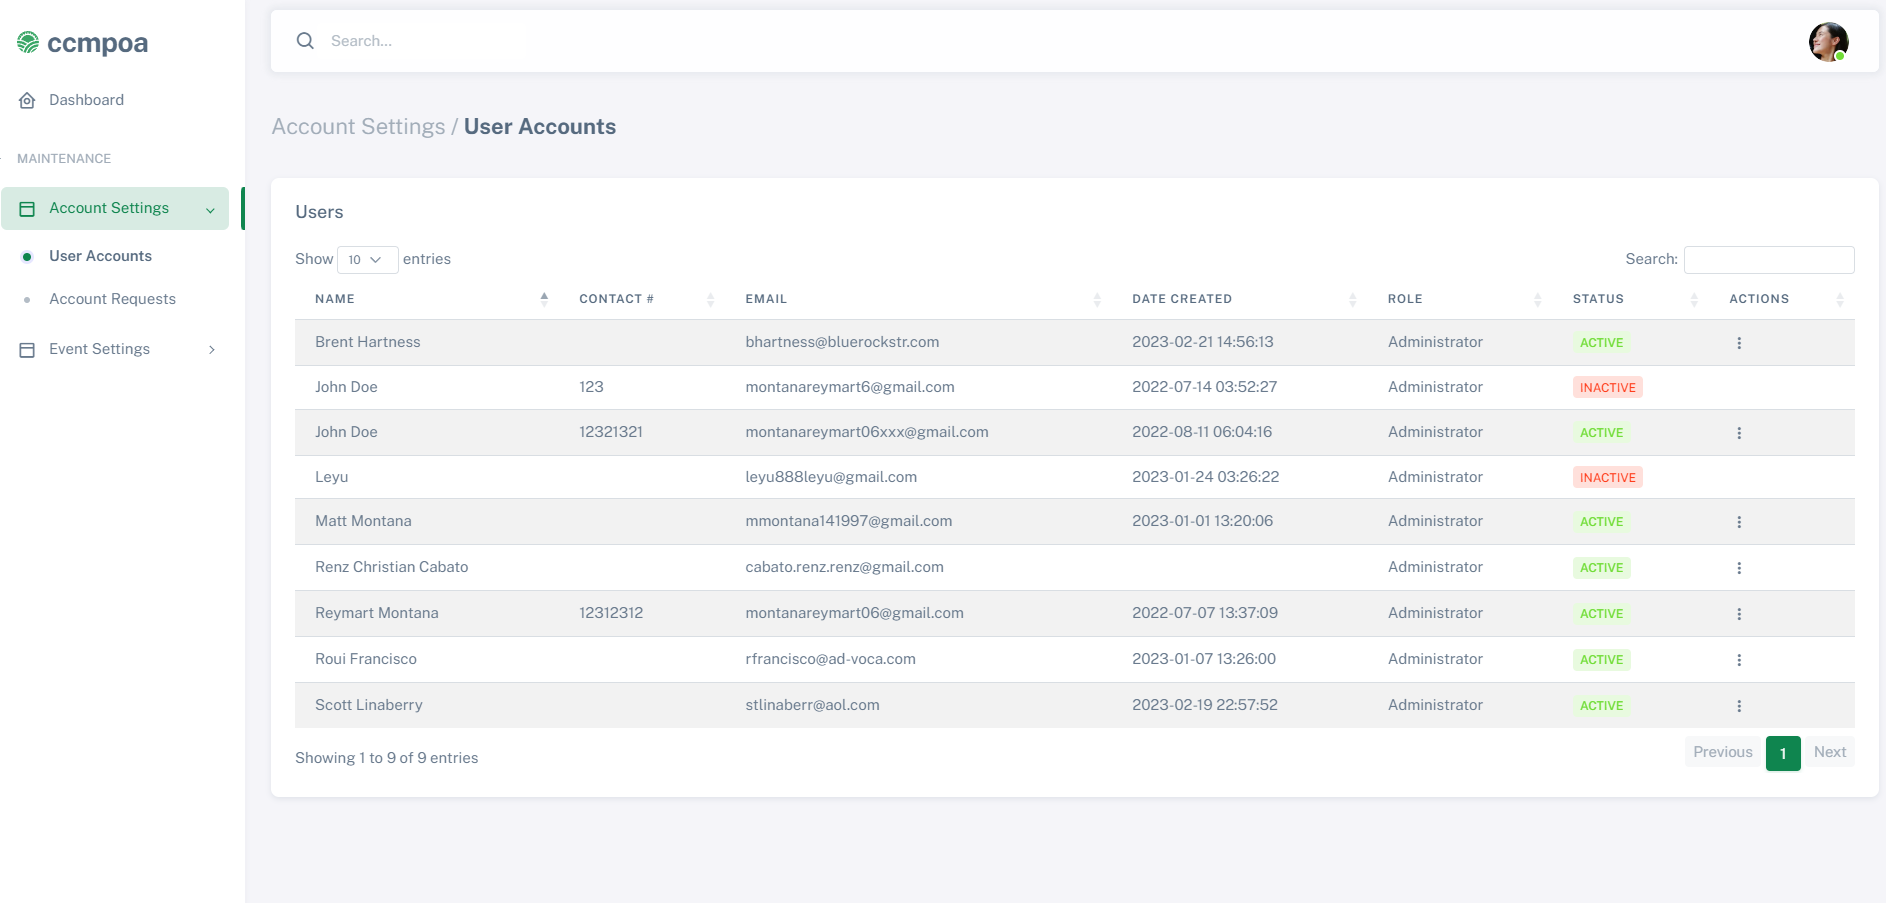 ccmpoa
Search...
Dashboard
MAINTENANCE
Account Settings
User Accounts
Account Requests
Event Settings
Account Settings / User Accounts
Users
Show 10 entries
Search:
NAME CONTACT # EMAIL DATE CREATED ROLE STATUS ACTIONS
Brent Hartness bhartness@bluerockstr.com 2023-02-21 14:56:13 Administrator ACTIVE
John Doe 123 montanareymart6@gmail.com 2022-07-14 03:52:27 Administrator INACTIVE
John Doe 12321321 montanareymart06xxx@gmail.com 2022-08-11 06:04:16 Administrator ACTIVE
Leyu leyu888leyu@gmail.com 2023-01-24 03:26:22 Administrator INACTIVE
Matt Montana mmontana141997@gmail.com 2023-01-01 13:20:06 Administrator ACTIVE
Renz Christian Cabato cabato.renz.renz@gmail.com Administrator ACTIVE
Reymart Montana 12312312 montanareymart06@gmail.com 2022-07-07 13:37:09 Administrator ACTIVE
Roui Francisco rfrancisco@ad-voca.com 2023-01-07 13:26:00 Administrator ACTIVE
Scott Linaberry stlinaberr@aol.com 2023-02-19 22:57:52 Administrator ACTIVE
Showing 1 to 9 of 9 entries
Previous 1 Next